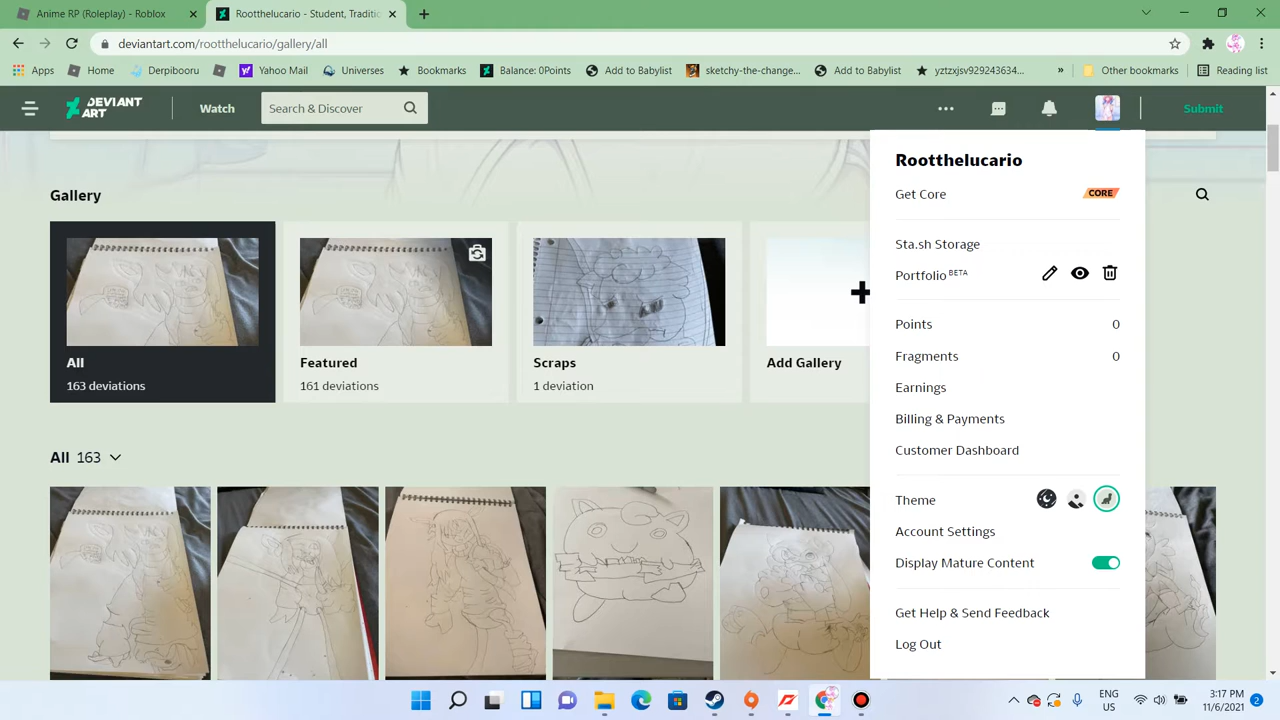 Anime RP (Roleplay) - Roblox
Rootthelucario - Student, Traditi
deviantart.com/rootthelucario/gallery/all
Apps
Home
Derpibooru
Yahoo Mail
Universes
Bookmarks
Balance: 0Points
Add to Babylist
sketchy-the-change...
Add to Babylist
yztzxjsv929243634...
»
Other bookmarks
Reading list
DEVIANT ART
Watch
Search & Discover
Submit
Rootthelucario
Get Core
CORE
Sta.sh Storage
Portfolio BETA
Points 0
Fragments 0
Earnings
Billing & Payments
Customer Dashboard
Theme
Account Settings
Display Mature Content
Get Help & Send Feedback
Log Out
Gallery
All
163 deviations
Featured
161 deviations
Scraps
1 deviation
Add Gallery
All 163
ENG
US
3:17 PM
11/6/2021
2